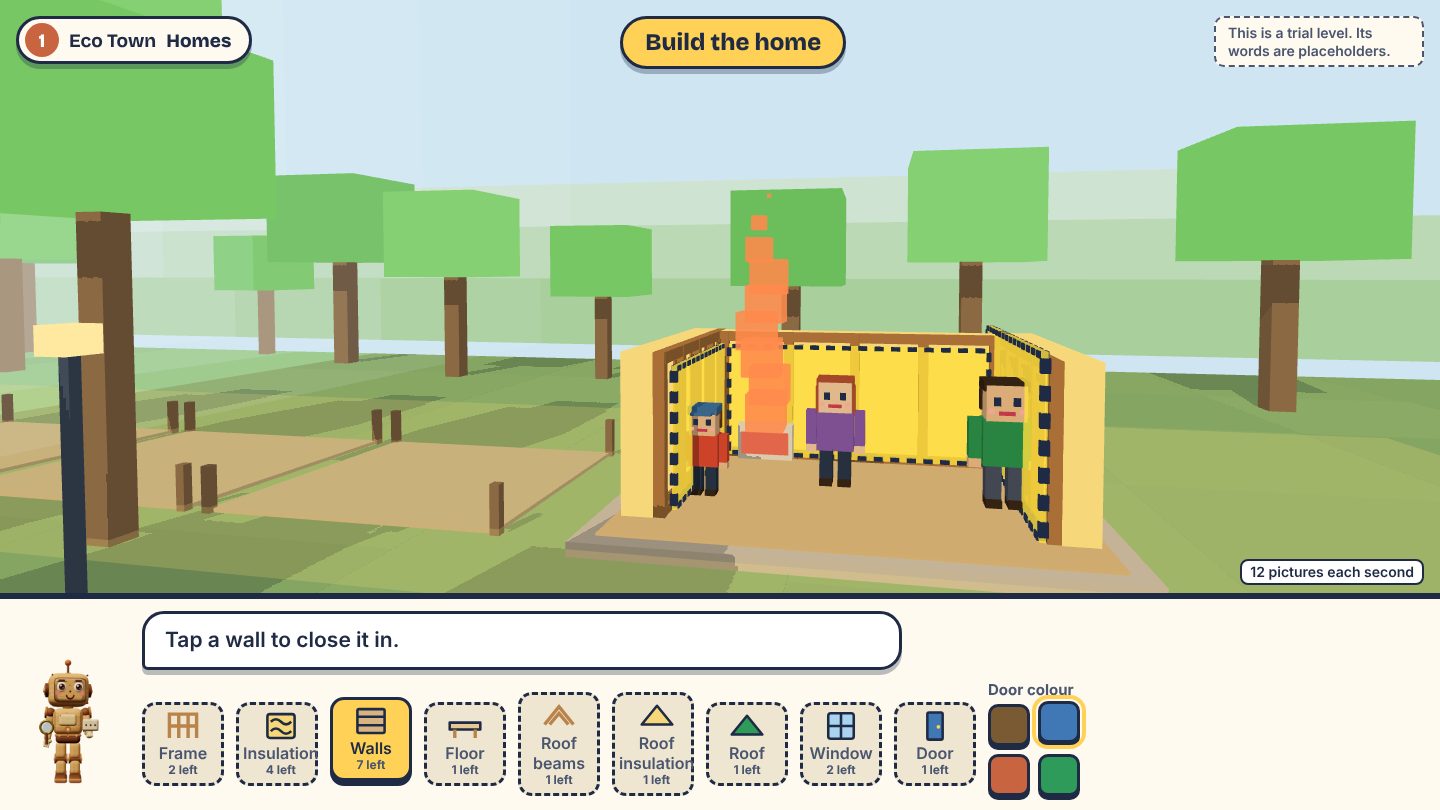 1 Eco Town Homes
Build the home
This is a trial level. Its
words are placeholders.
12 pictures each second
Tap a wall to close it in.
Frame
2 left
Insulation
4 left
Walls
7 left
Floor
1 left
Roof
beams
1 left
Roof
insulation
1 left
Roof
1 left
Window
2 left
Door
1 left
Door colour